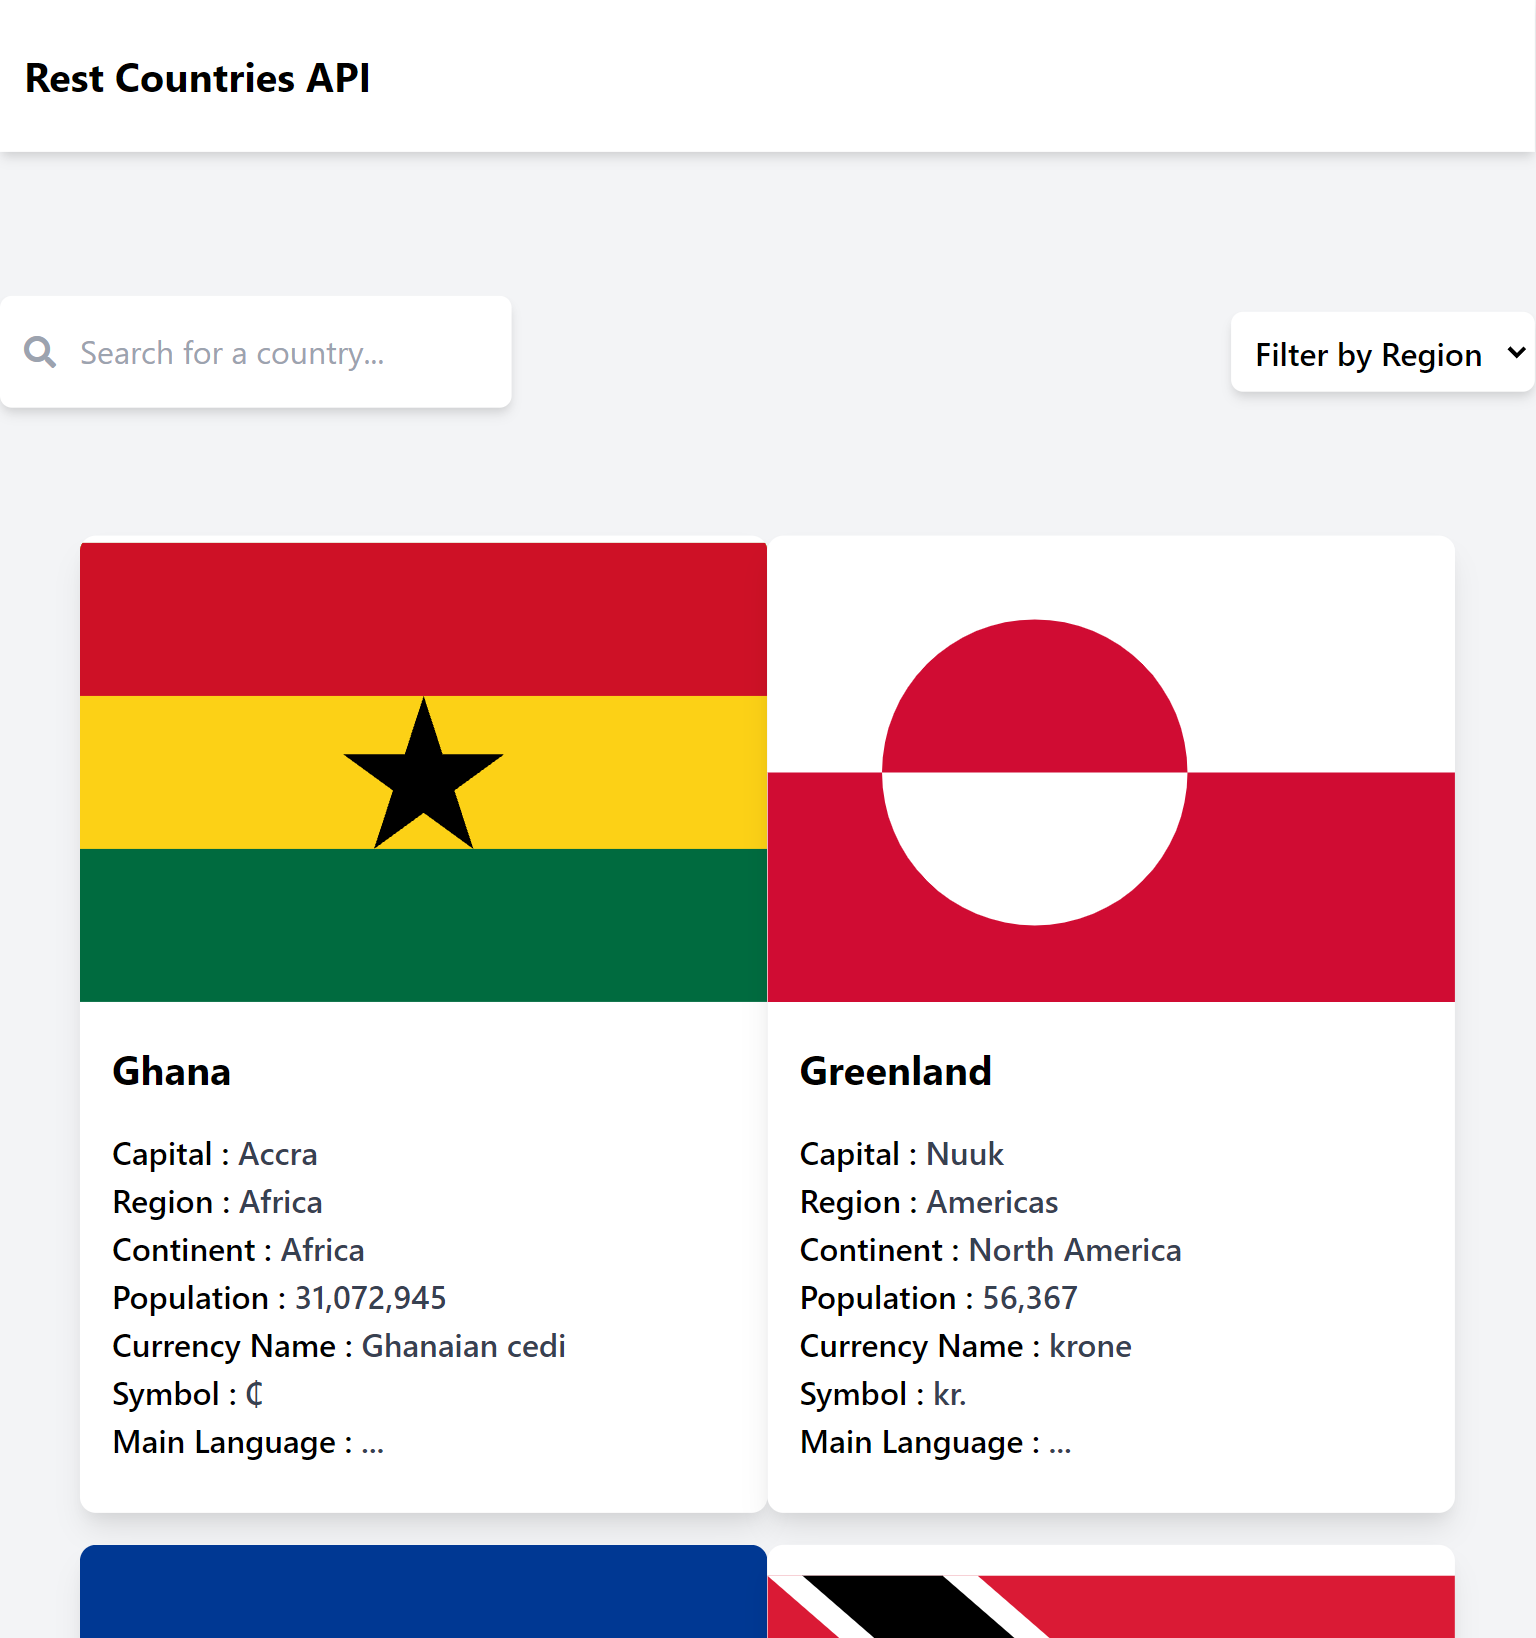 Rest Countries API
Search for a country...
Filter by Region
Ghana
Capital : Accra
Region : Africa
Continent : Africa
Population : 31,072,945
Currency Name : Ghanaian cedi
Symbol : ₵
Main Language : ...
Greenland
Capital : Nuuk
Region : Americas
Continent : North America
Population : 56,367
Currency Name : krone
Symbol : kr.
Main Language : ...